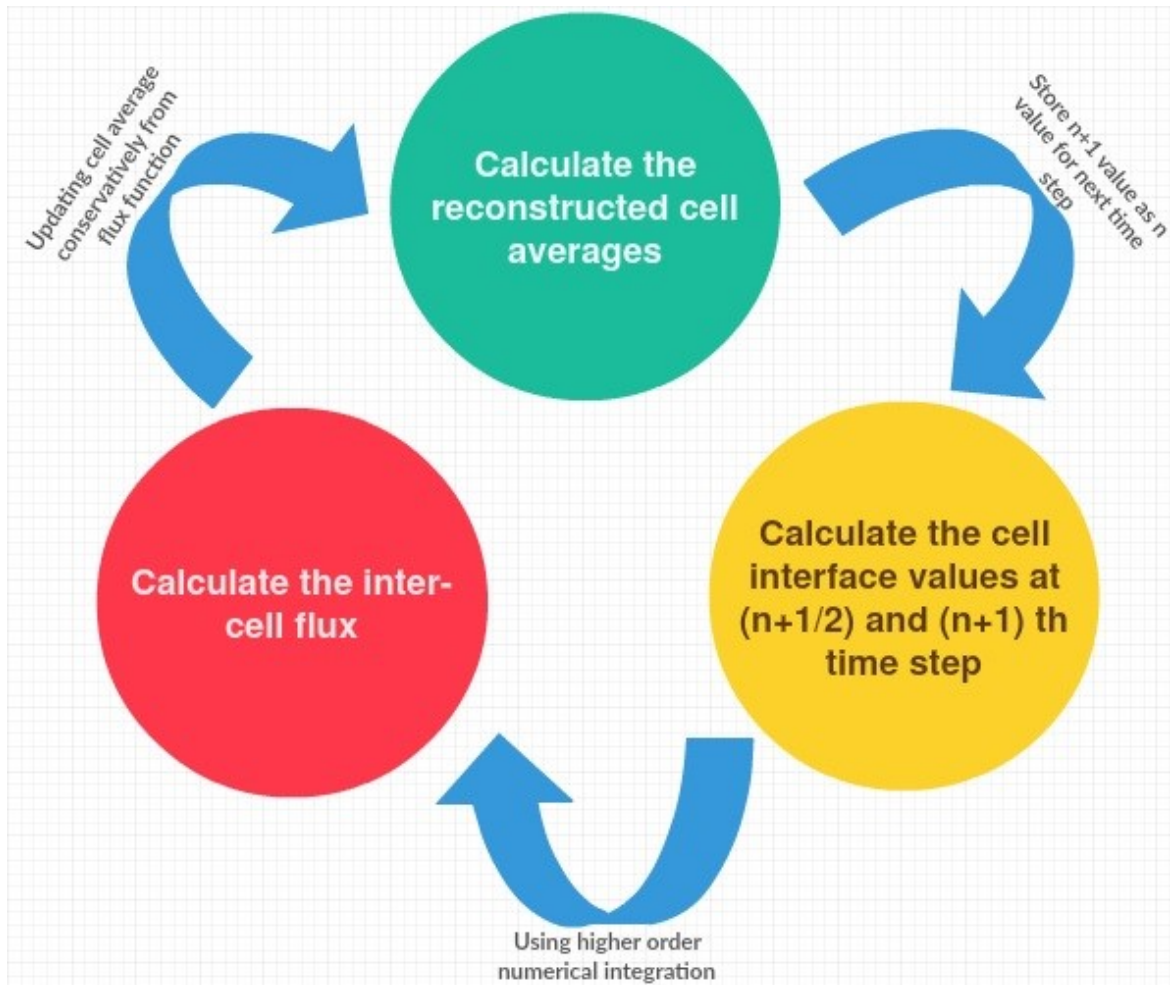 Calculate the
reconstructed cell
averages
Store n+1 value as n
value for next time
step
Calculate the cell
interface values at
(n+1/2) and (n+1) th
time step
Using higher order
numerical integration
Calculate the inter-
cell flux
Updating cell average
conservatively from
flux function